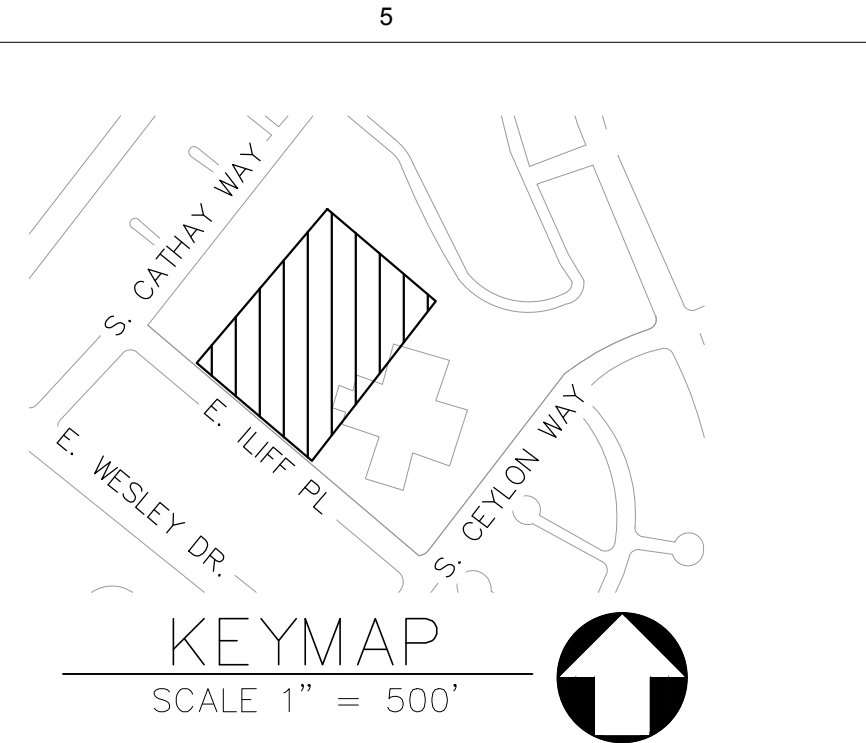 5
S. CATHAY WAY
E. ILIFF PL
E. WESLEY DR.
S. CEYLON WAY
KEYMAP
SCALE 1" = 500'